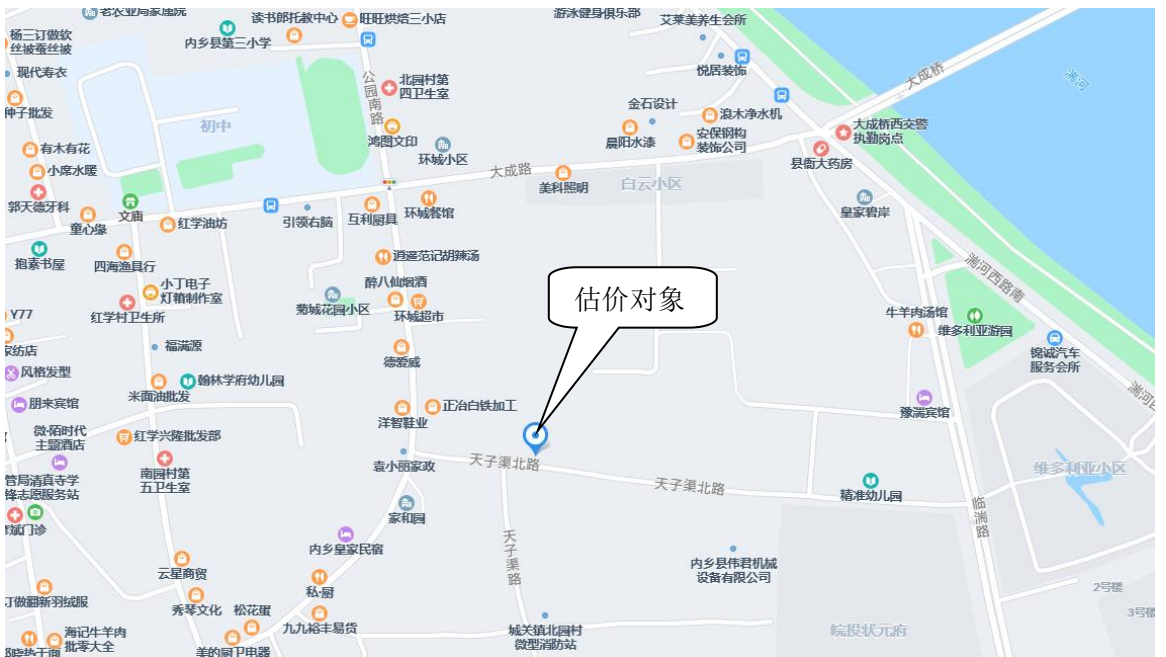 老农业局家属院
读书郎托教中心
旺旺烘焙三小店
游泳健身俱乐部
艾莱美养生会所
杨三订做软
丝被蚕丝被
内乡县第三小学
现代寿衣
公园南路
北园村第
四卫生室
悦居装饰
大成桥
湍河
种子批发
初中
金石设计
浪木净水机
大成桥西交警
执勤岗点
鸿图文印
环城小区
晨阳水漆
安保钢构
装饰公司
县衙大药房
有木有花
小席水暖
大成路
美科照明
白云小区
郭天德牙科
文庙
皇家碧岸
童心缘
红学油坊
引领右脑
互利厨具
环城餐馆
抱素书屋
四海渔具行
逍遥范记胡辣汤
湍河西路南
小丁电子
灯箱制作室
醉八仙烟酒
估价对象
Y77
红学村卫生所
菊城花园小区
环城超市
牛羊肉汤馆
维多利亚游园
家纺店
福满源
德爱威
锦诚汽车
服务会所
风格发型
翰林学府幼儿园
米面油批发
湍河西
朋来宾馆
正冶白铁加工
豫湍宾馆
微·陌时代
主题酒店
红学兴隆批发部
洋智鞋业
南园村第
五卫生室
袁小丽家政
天子渠北路
维多利亚小区
管局清真寺学
锋志愿服务站
天子渠北路
精准幼儿园
临湍路
斌门诊
家和园
内乡皇家民宿
天子渠路
云星商贸
内乡县伟君机械
设备有限公司
私·厨
2号楼
订做翻新羽绒服
秀琴文化
松花蛋
九九裕丰易货
3号楼
海记牛羊肉
批零大全
城关镇北园村
微型消防站
皖投状元府
晓热干面
美的厨卫电器